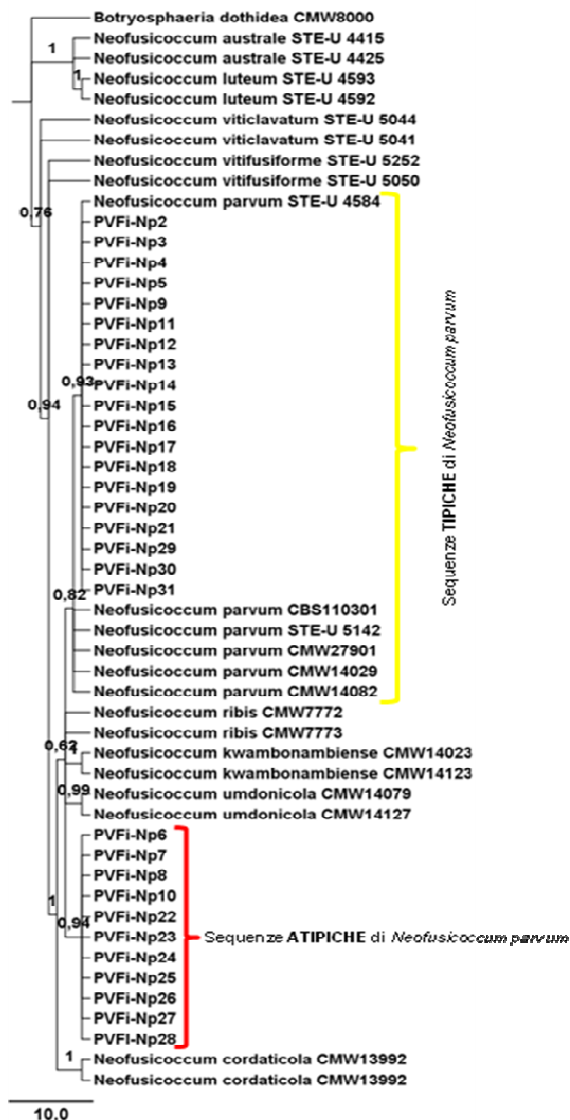 Botryosphaeria dothidea CMW8000
Neofusicoccum australe STE-U 4415
1
Neofusicoccum australe STE-U 4425
Neofusicoccum luteum STE-U 4593
1
Neofusicoccum luteum STE-U 4592
Neofusicoccum viticlavatum STE-U 5044
Neofusicoccum viticlavatum STE-U 5041
Neofusicoccum vitifusiforme STE-U 5252
Neofusicoccum vitifusiforme STE-U 5050
Neofusicoccum parvum STE-U 4584
0,76
PVFi-Np2
PVFi-Np3
PVFi-Np4
PVFi-Np5
PVFi-Np9
PVFi-Np11
PVFi-Np12
PVFi-Np13
0,93
PVFi-Np14
0,94
PVFi-Np15
PVFi-Np16
PVFi-Np17
PVFi-Np18
PVFi-Np19
PVFi-Np20
PVFi-Np21
PVFi-Np29
PVFi-Np30
PVFi-Np31
Sequenze TIPICHE di Neofusicoccum parvum
0,82
Neofusicoccum parvum CBS110301
Neofusicoccum parvum STE-U 5142
Neofusicoccum parvum CMW27901
Neofusicoccum parvum CMW14029
Neofusicoccum parvum CMW14082
Neofusicoccum ribis CMW7772
Neofusicoccum ribis CMW7773
0,62
1
Neofusicoccum kwambonambiense CMW14023
Neofusicoccum kwambonambiense CMW14123
0,99
Neofusicoccum umdonicola CMW14079
Neofusicoccum umdonicola CMW14127
PVFi-Np6
PVFi-Np7
PVFi-Np8
PVFi-Np10
1
PVFi-Np22
0,94
PVFi-Np23
Sequenze ATIPICHE di Neofusicoccum parvum
PVFi-Np24
PVFi-Np25
PVFi-Np26
PVFi-Np27
PVFI-Np28
1
Neofusicoccum cordaticola CMW13992
Neofusicoccum cordaticola CMW13992
10.0